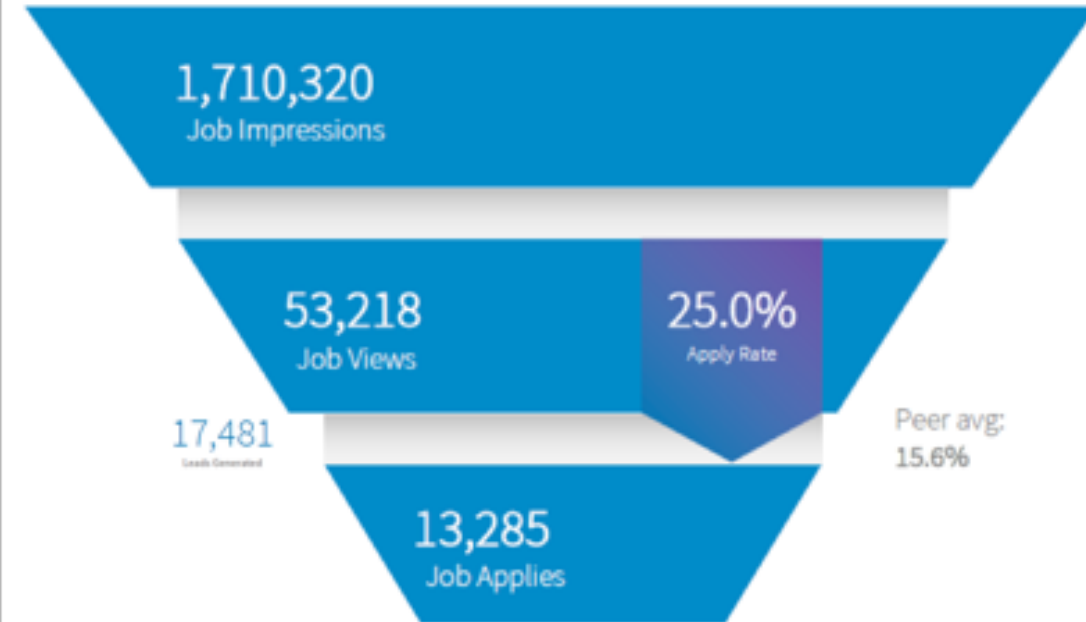 1,710,320
Job Impressions
53,218
Job Views
25.0%
Apply Rate
17,481
Leads Generated
Peer avg:
15.6%
13,285
Job Applies